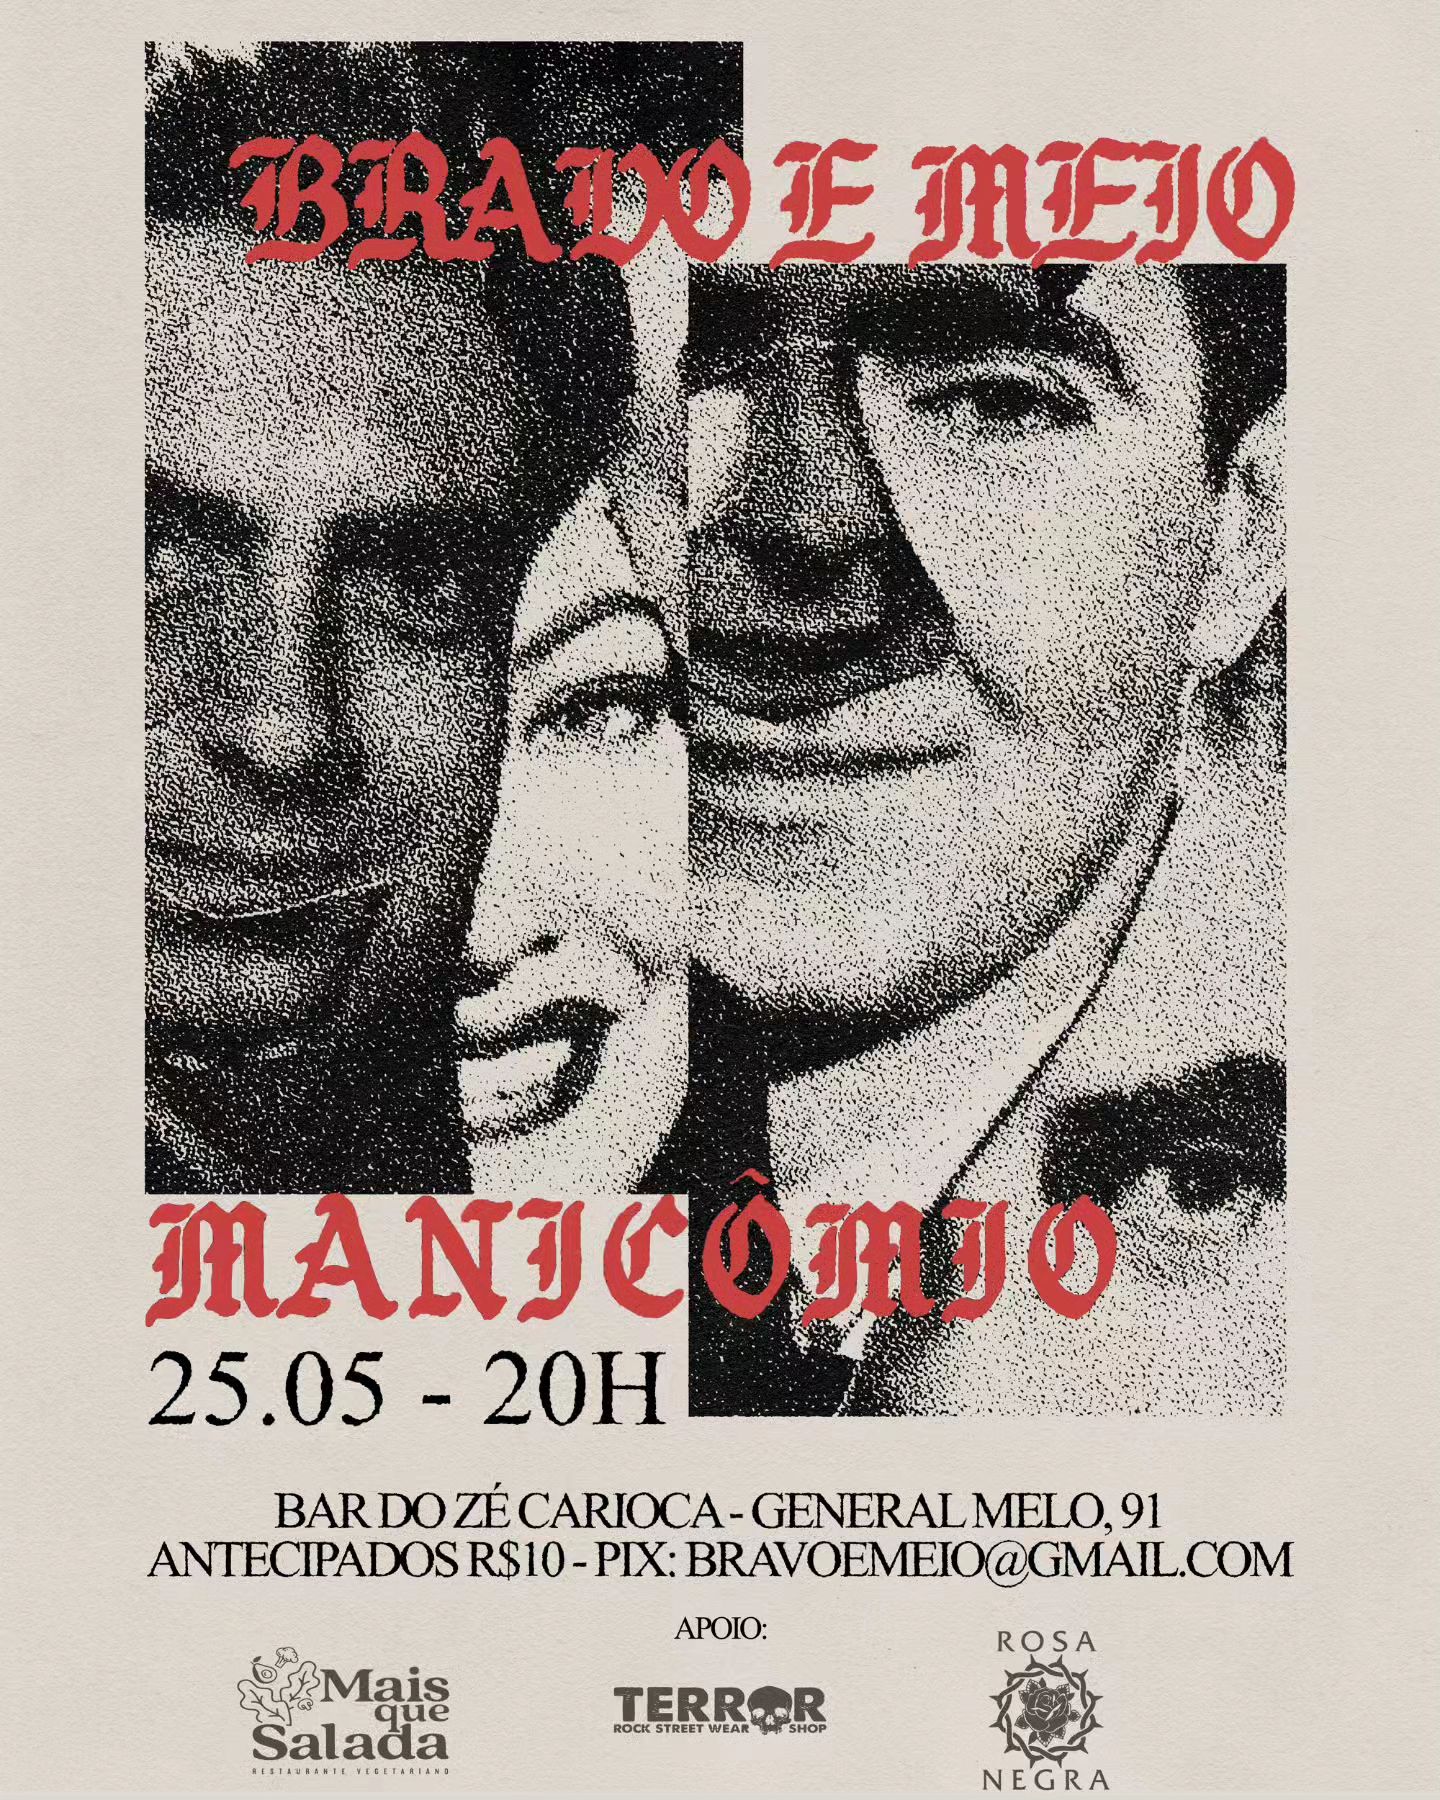 BRAVO E MEIO
MANICÔMIO
25.05 - 20H
BAR DO ZÉ CARIOCA - GENERAL MELO, 91
ANTECIPADOS R$10 - PIX: BRAVOEMEIO@GMAIL.COM
APOIO:
Mais
que
Salada
RESTAURANTE VEGETARIANO
TERROR
ROCK STREET WEAR SHOP
ROSA
NEGRA